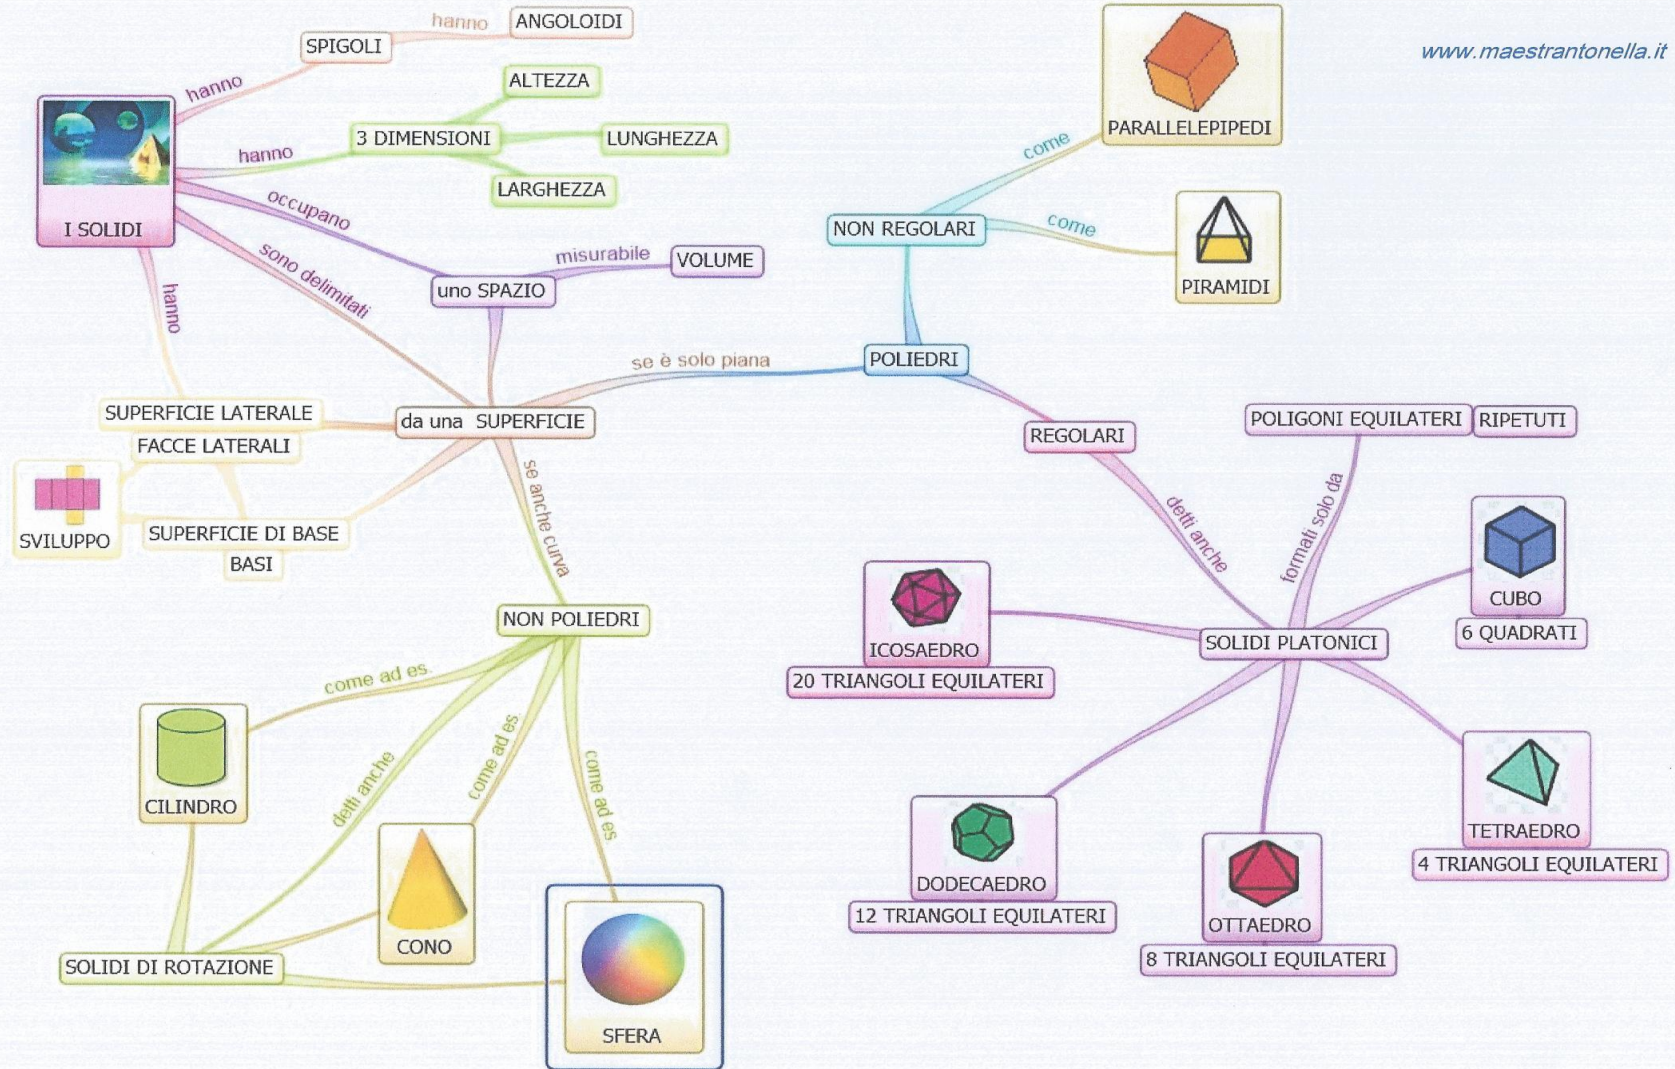 www.maestrantonella.it
I SOLIDI
hanno
SPIGOLI
hanno
ANGOLOIDI
hanno
3 DIMENSIONI
ALTEZZA
LUNGHEZZA
LARGHEZZA
occupano
uno SPAZIO
misurabile
VOLUME
sono delimitati
da una SUPERFICIE
hanno
SUPERFICIE LATERALE
FACCE LATERALI
SVILUPPO
SUPERFICIE DI BASE
BASI
se è solo piana
POLIEDRI
NON REGOLARI
come
PARALLELEPIPEDI
come
PIRAMIDI
REGOLARI
detti anche
SOLIDI PLATONICI
formati solo da
POLIGONI EQUILATERI
RIPETUTI
CUBO
6 QUADRATI
ICOSAEDRO
20 TRIANGOLI EQUILATERI
TETRAEDRO
4 TRIANGOLI EQUILATERI
DODECAEDRO
12 TRIANGOLI EQUILATERI
OTTAEDRO
8 TRIANGOLI EQUILATERI
se anche curva
NON POLIEDRI
come ad es.
CILINDRO
detti anche
SOLIDI DI ROTAZIONE
come ad es.
CONO
come ad es
SFERA